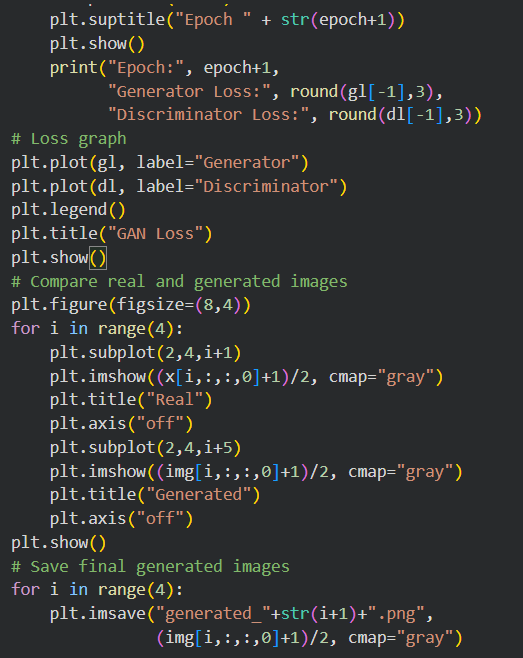 plt.suptitle("Epoch " + str(epoch+1))
    plt.show()
    print("Epoch:", epoch+1,
          "Generator Loss:", round(gl[-1],3),
          "Discriminator Loss:", round(dl[-1],3))
# Loss graph
plt.plot(gl, label="Generator")
plt.plot(dl, label="Discriminator")
plt.legend()
plt.title("GAN Loss")
plt.show()
# Compare real and generated images
plt.figure(figsize=(8,4))
for i in range(4):
    plt.subplot(2,4,i+1)
    plt.imshow((x[i,:,:,0]+1)/2, cmap="gray")
    plt.title("Real")
    plt.axis("off")
    plt.subplot(2,4,i+5)
    plt.imshow((img[i,:,:,0]+1)/2, cmap="gray")
    plt.title("Generated")
    plt.axis("off")
plt.show()
# Save final generated images
for i in range(4):
    plt.imsave("generated_"+str(i+1)+".png",
               (img[i,:,:,0]+1)/2, cmap="gray")